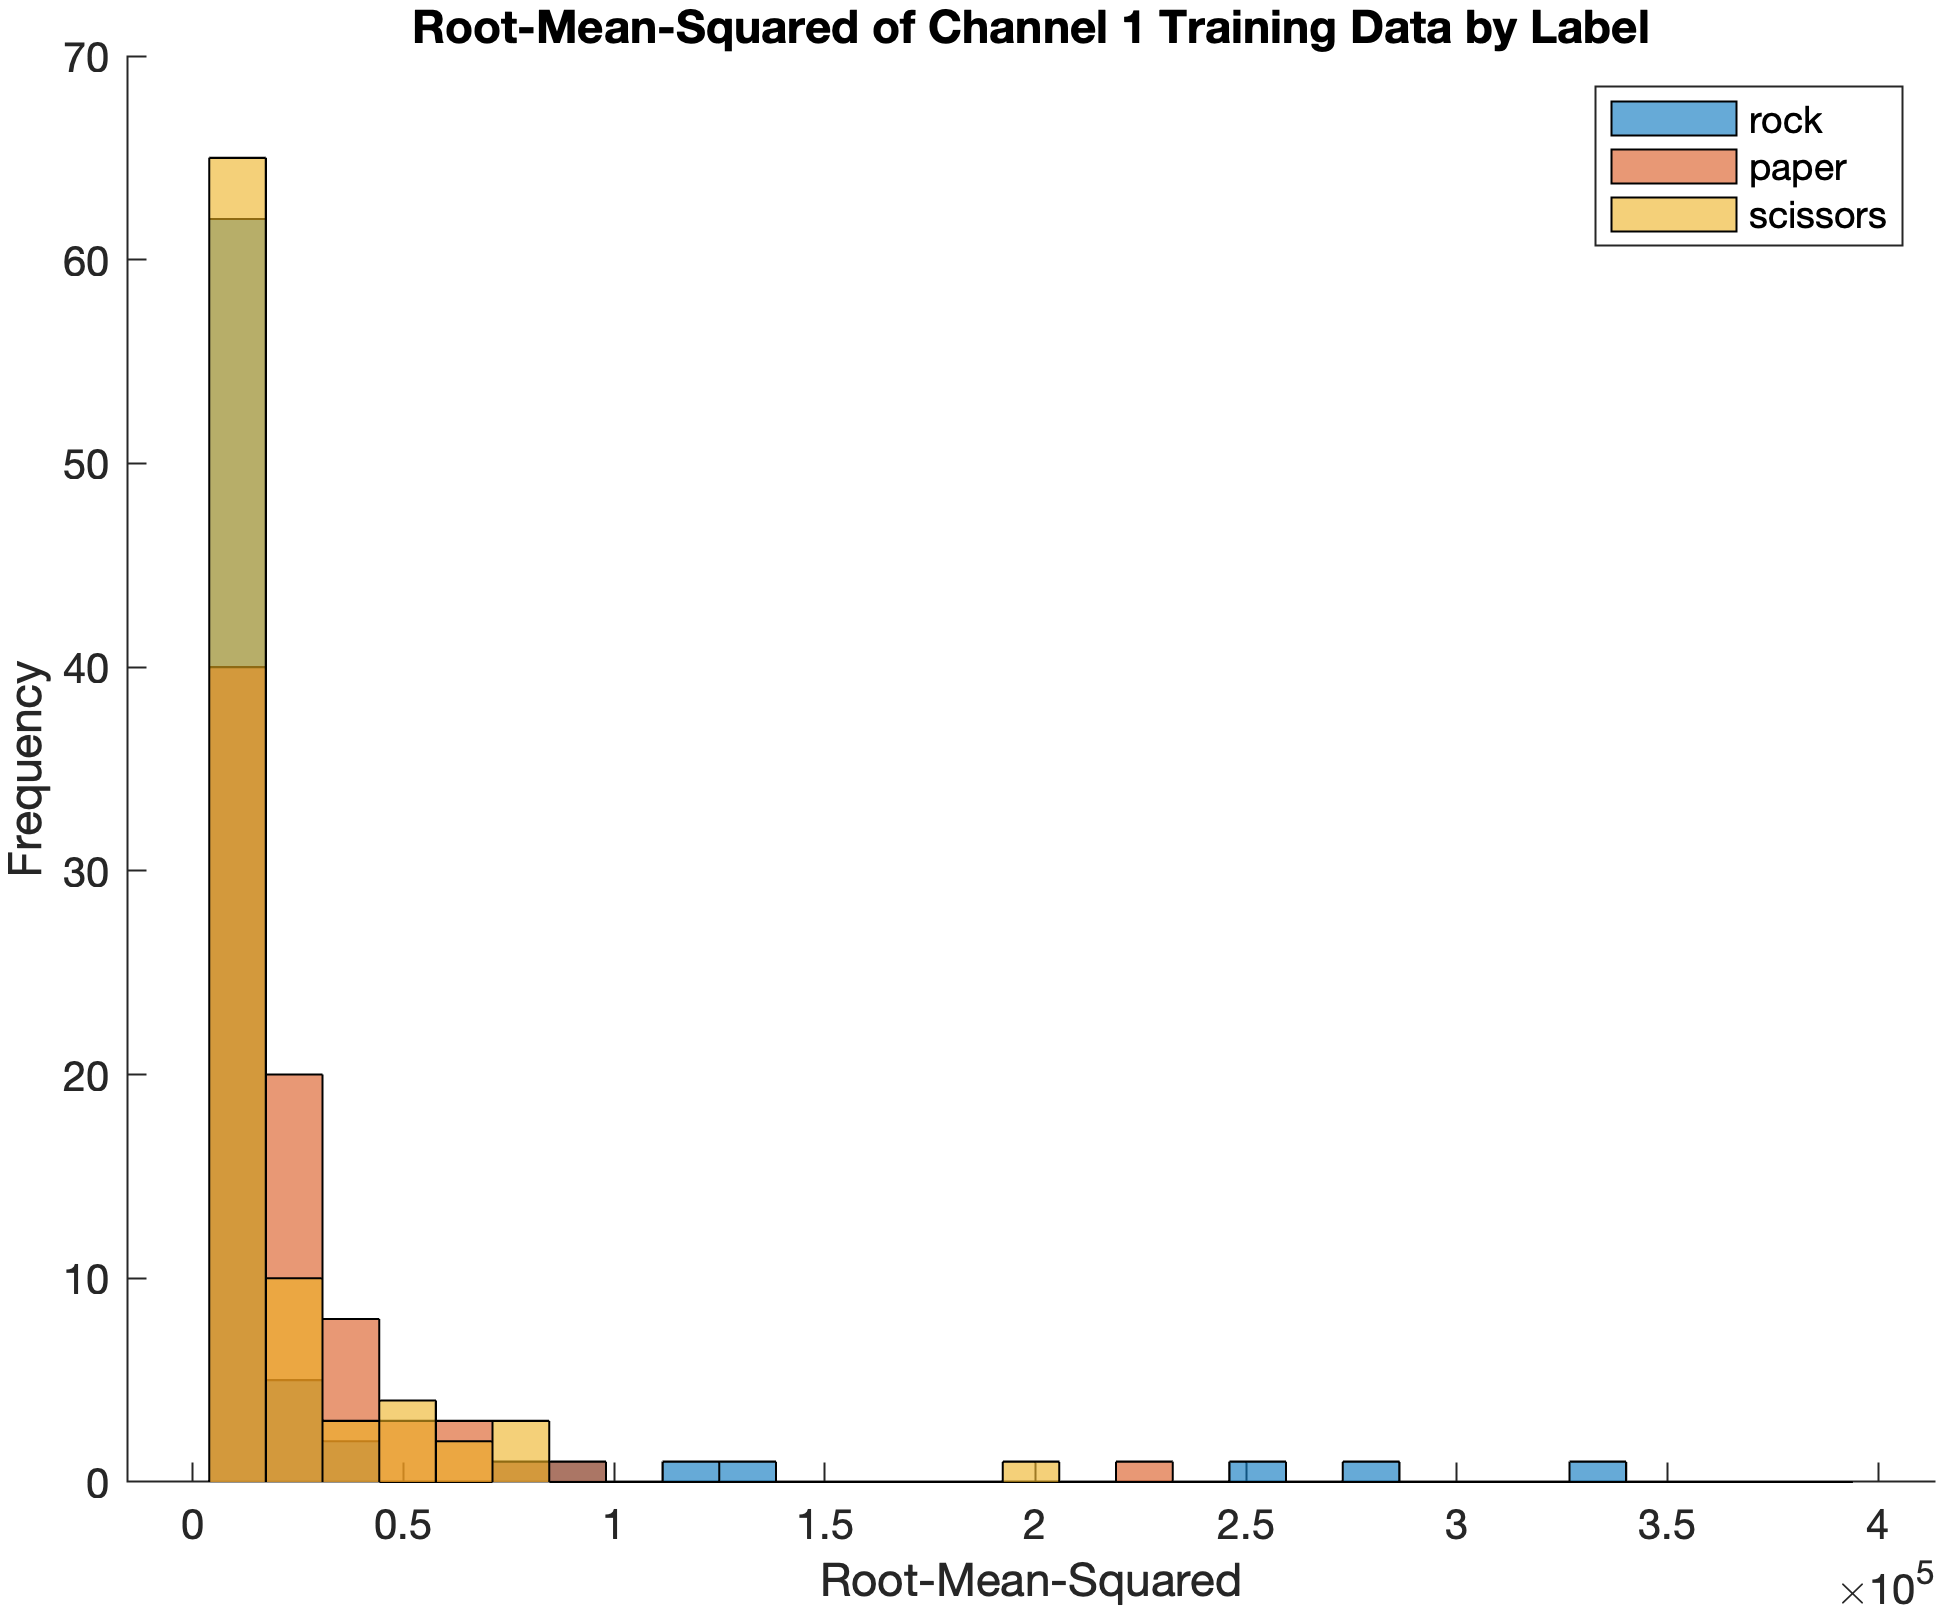 Root-Mean-Squared of Channel 1 Training Data by Label
70
60
50
40
30
20
10
0
Frequency
rock
paper
scissors
0 0.5 1 1.5 2 2.5 3 3.5 4
Root-Mean-Squared
×10⁵